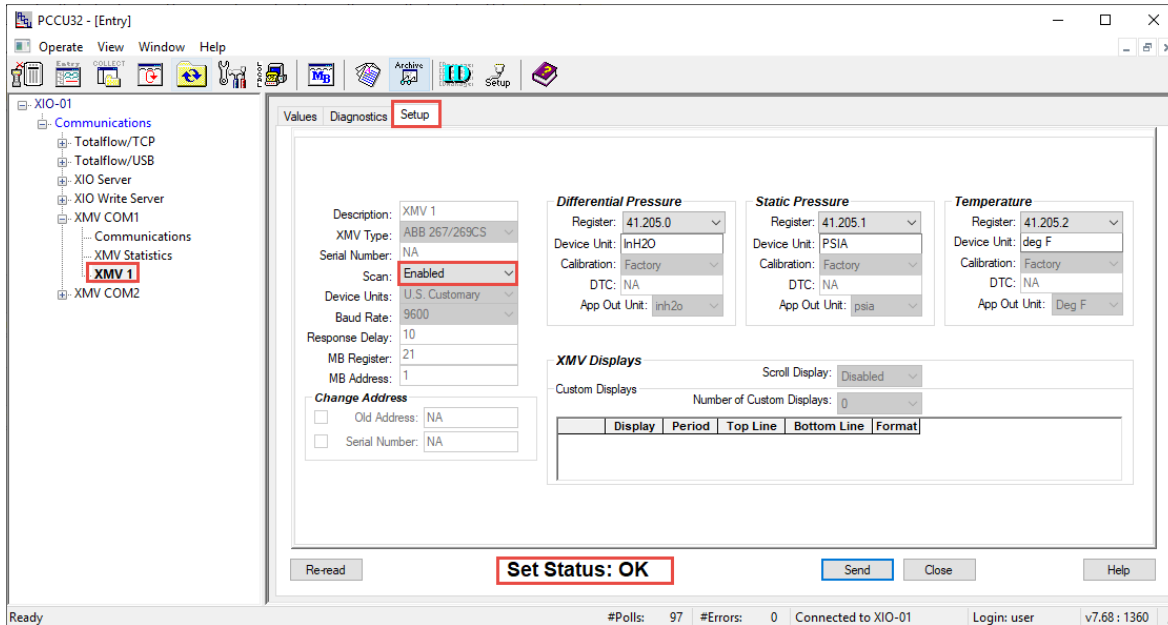 PCCU32 - [Entry]
Operate View Window Help
Entry COLLECT MB Archive ID Setup
XIO-01
Communications
Totalflow/TCP
Totalflow/USB
XIO Server
XIO Write Server
XMV COM1
Communications
XMV Statistics
XMV 1
XMV COM2
Values Diagnostics Setup
Description: XMV 1
XMV Type: ABB 267/269CS
Serial Number: NA
Scan: Enabled
Device Units: U.S. Customary
Baud Rate: 9600
Response Delay: 10
MB Register: 21
MB Address: 1
Change Address
Old Address: NA
Serial Number: NA
Differential Pressure
Register: 41.205.0
Device Unit: InH2O
Calibration: Factory
DTC: NA
App Out Unit: inh2o
Static Pressure
Register: 41.205.1
Device Unit: PSIA
Calibration: Factory
DTC: NA
App Out Unit: psia
Temperature
Register: 41.205.2
Device Unit: deg F
Calibration: Factory
DTC: NA
App Out Unit: Deg F
XMV Displays
Scroll Display: Disabled
Custom Displays
Number of Custom Displays: 0
Display Period Top Line Bottom Line Format
Re-read Set Status: OK Send Close Help
Ready #Polls: 97 #Errors: 0 Connected to XIO-01 Login: user v7.68 : 1360